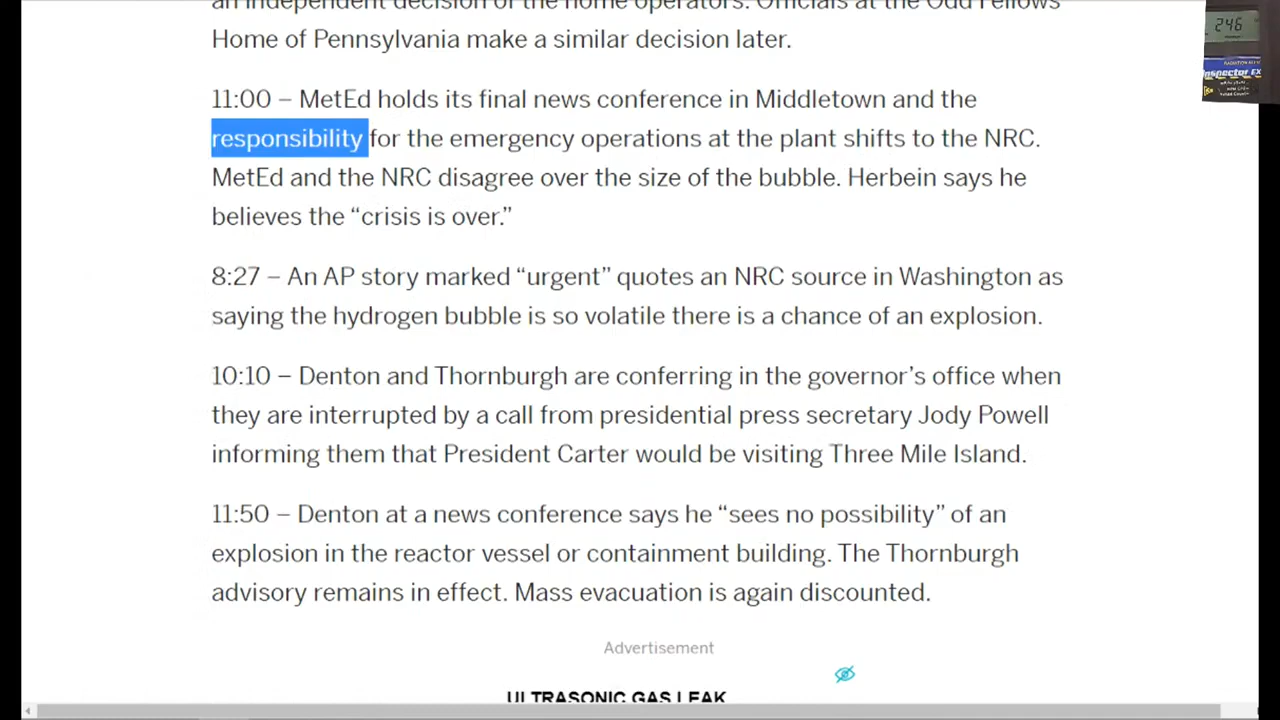 an independent decision of the home operators. Officials at the Odd Fellows
Home of Pennsylvania make a similar decision later.
11:00 – MetEd holds its final news conference in Middletown and the
responsibility for the emergency operations at the plant shifts to the NRC.
MetEd and the NRC disagree over the size of the bubble. Herbein says he
believes the “crisis is over.”
8:27 – An AP story marked “urgent” quotes an NRC source in Washington as
saying the hydrogen bubble is so volatile there is a chance of an explosion.
10:10 – Denton and Thornburgh are conferring in the governor’s office when
they are interrupted by a call from presidential press secretary Jody Powell
informing them that President Carter would be visiting Three Mile Island.
11:50 – Denton at a news conference says he “sees no possibility” of an
explosion in the reactor vessel or containment building. The Thornburgh
advisory remains in effect. Mass evacuation is again discounted.
Advertisement
ULTRASONIC GAS LEAK
246
Inspector EX